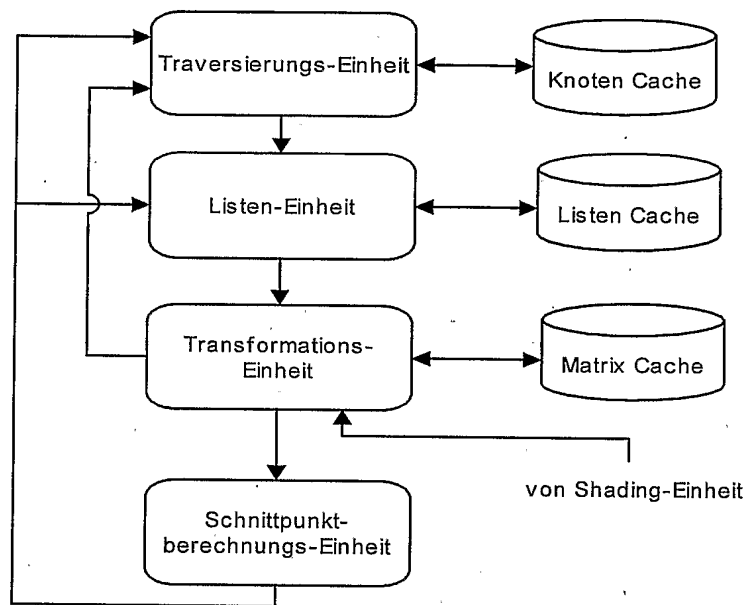 Traversierungs-Einheit
Knoten Cache
Listen-Einheit
Listen Cache
Transformations-
Einheit
Matrix Cache
von Shading-Einheit
Schnittpunkt-
berechnungs-Einheit